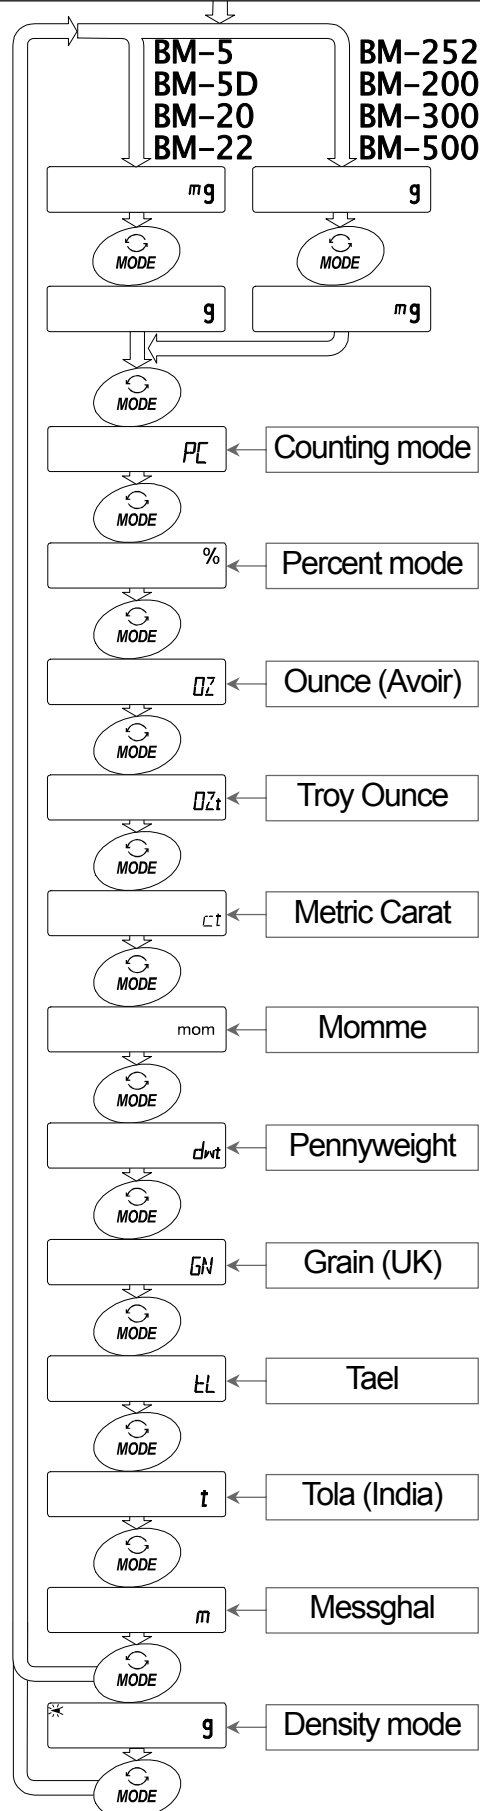 BM-5
BM-5D
BM-20
BM-22
BM-252
BM-200
BM-300
BM-500
mg
g
MODE
MODE
g
mg
MODE
PC
Counting mode
MODE
%
Percent mode
MODE
OZ
Ounce (Avoir)
MODE
OZt
Troy Ounce
MODE
ct
Metric Carat
MODE
mom
Momme
MODE
dwt
Pennyweight
MODE
GN
Grain (UK)
MODE
tL
Tael
MODE
t
Tola (India)
MODE
m
Messghal
MODE
g
Density mode
MODE